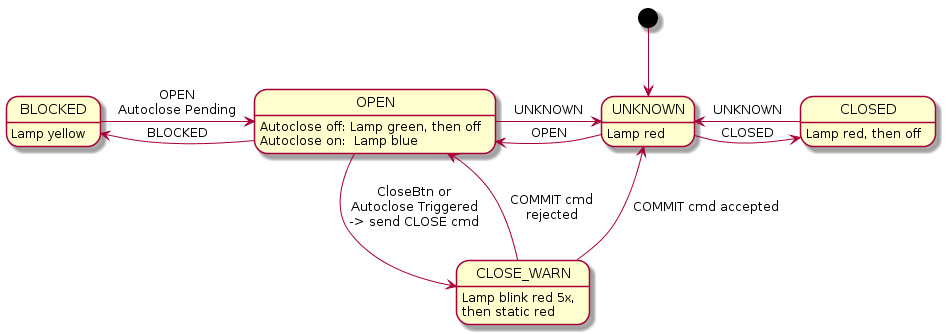 OPEN
Autoclose Pending
BLOCKED
BLOCKED
Lamp yellow
OPEN
Autoclose off: Lamp green, then off
Autoclose on:  Lamp blue
UNKNOWN
OPEN
UNKNOWN
Lamp red
UNKNOWN
CLOSED
CLOSED
Lamp red, then off
CloseBtn or
Autoclose Triggered
-> send CLOSE cmd
COMMIT cmd
rejected
COMMIT cmd accepted
CLOSE_WARN
Lamp blink red 5x,
then static red